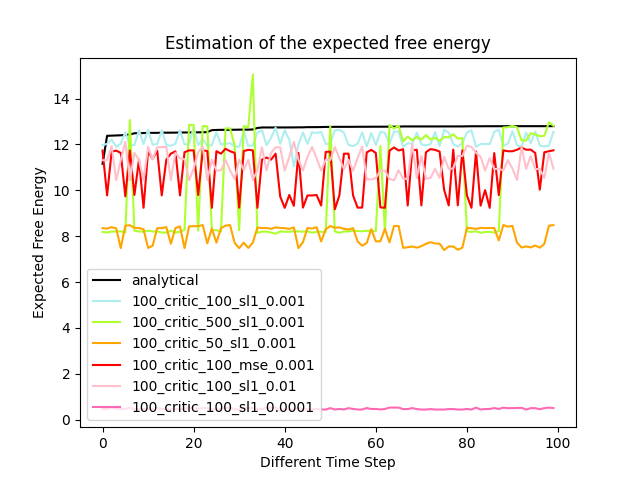 Estimation of the expected free energy
Expected Free Energy
14
12
10
8
6
4
2
0
analytical
100_critic_100_sl1_0.001
100_critic_500_sl1_0.001
100_critic_50_sl1_0.001
100_critic_100_mse_0.001
100_critic_100_sl1_0.01
100_critic_100_sl1_0.0001
0 20 40 60 80 100
Different Time Step